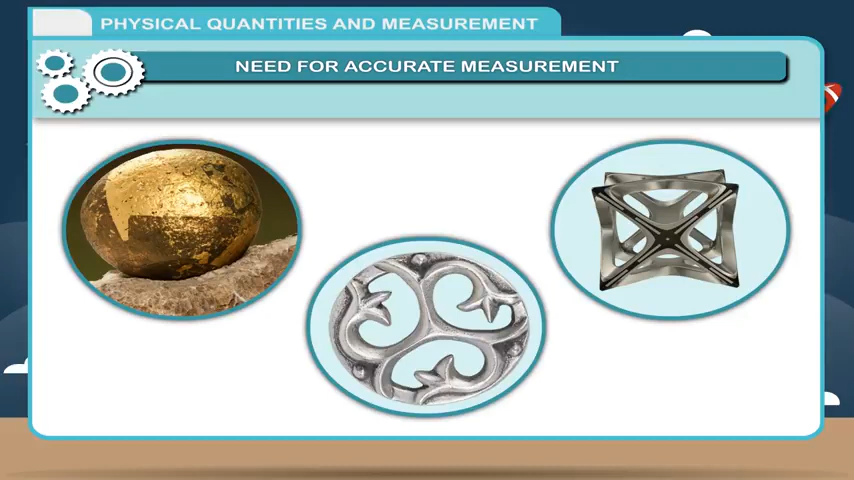 PHYSICAL QUANTITIES AND MEASUREMENT
NEED FOR ACCURATE MEASUREMENT